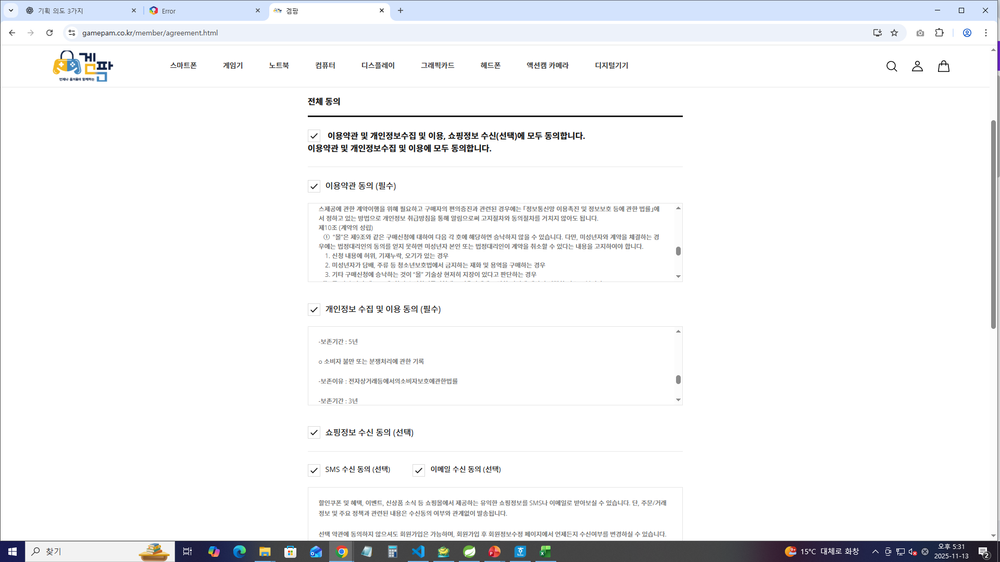 기획 의도 3가지
Error
겜팜
gamepam.co.kr/member/agreement.html
겜팜
언제나 즐거움이 함께하는
스마트폰
게임기
노트북
컴퓨터
디스플레이
그래픽카드
헤드폰
액션캠 카메라
디지털기기
전체 동의
이용약관 및 개인정보수집 및 이용, 쇼핑정보 수신(선택)에 모두 동의합니다.
이용약관 및 개인정보수집 및 이용에 모두 동의합니다.
이용약관 동의 (필수)
스제공에 관한 계약이행을 위해 필요하고 구매자의 편의증진과 관련된 경우에는 「정보통신망 이용촉진 및 정보보호 등에 관한 법률」에
서 정하고 있는 방법으로 개인정보 취급방침을 통해 알림으로써 고지절차와 동의절차를 거치지 않아도 됩니다.
제10조 (계약의 성립)
① “몰”은 제9조와 같은 구매신청에 대하여 다음 각 호에 해당하면 승낙하지 않을 수 있습니다. 다만, 미성년자와 계약을 체결하는 경
우에는 법정대리인의 동의를 얻지 못하면 미성년자 본인 또는 법정대리인이 계약을 취소할 수 있다는 내용을 고지하여야 합니다.
1. 신청 내용에 허위, 기재누락, 오기가 있는 경우
2. 미성년자가 담배, 주류 등 청소년보호법에서 금지하는 재화 및 용역을 구매하는 경우
3. 기타 구매신청에 승낙하는 것이 “몰” 기술상 현저히 지장이 있다고 판단하는 경우
개인정보 수집 및 이용 동의 (필수)
-보존기간 : 5년
o 소비자 불만 또는 분쟁처리에 관한 기록
-보존이유 : 전자상거래등에서의소비자보호에관한법률
-보존기간 : 3년
쇼핑정보 수신 동의 (선택)
SMS 수신 동의 (선택)
이메일 수신 동의 (선택)
할인쿠폰 및 혜택, 이벤트, 신상품 소식 등 쇼핑몰에서 제공하는 유익한 쇼핑정보를 SMS나 이메일로 받아보실 수 있습니다. 단, 주문/거래
정보 및 주요 정책과 관련된 내용은 수신동의 여부와 관계없이 발송됩니다.
선택 약관에 동의하지 않으셔도 회원가입은 가능하며, 회원가입 후 회원정보수정 페이지에서 언제든지 수신여부를 변경하실 수 있습니다.
찾기
9+
15°C 대체로 화창
오후 5:31
2025-11-13
2